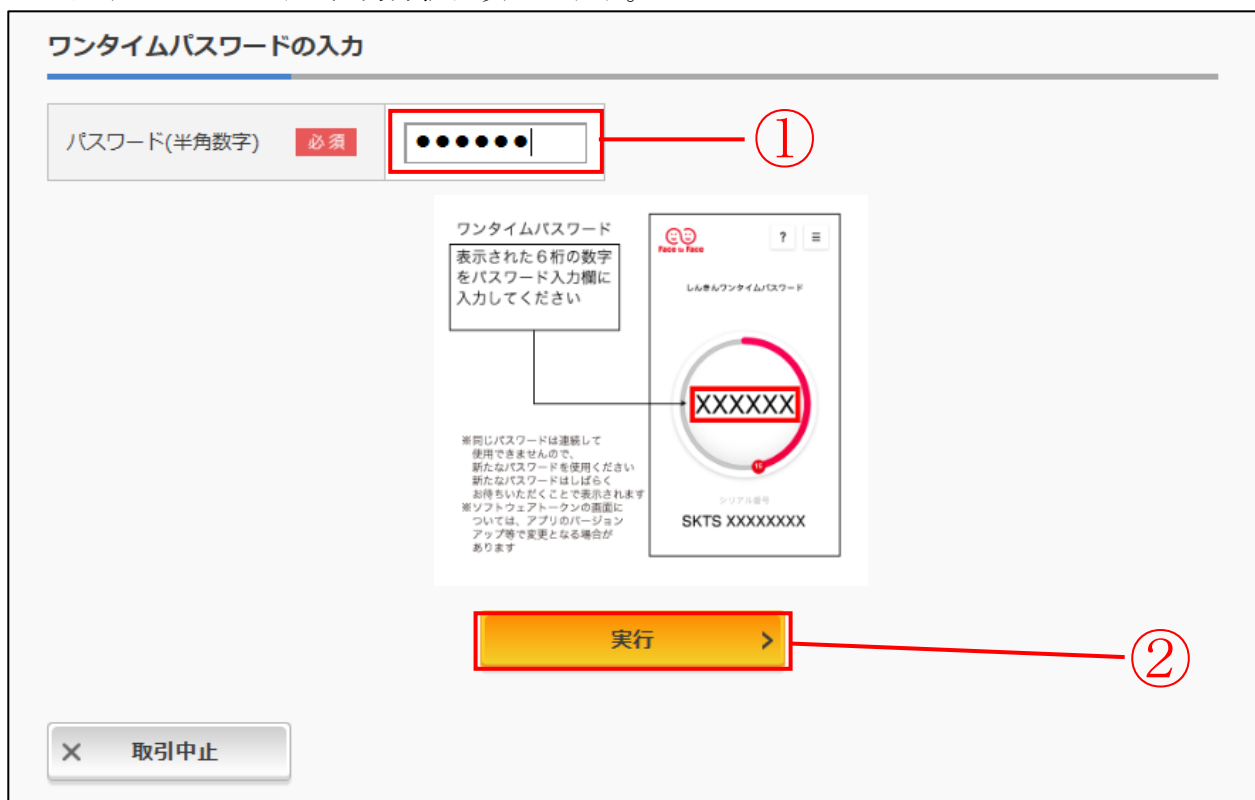 ワンタイムパスワードの入力
パスワード(半角数字) 必須 ●●●●●● ①
ワンタイムパスワード
表示された6桁の数字
をパスワード入力欄に
入力してください
Face to Face ? ≡
しんきんワンタイムパスワード
XXXXXX
15
シリアル番号
SKTS XXXXXXXX
※同じパスワードは連続して
使用できませんので、
新たなパスワードを使用ください
新たなパスワードはしばらく
お待ちいただくことで表示されます
※ソフトウェアトークンの画面に
ついては、アプリのバージョン
アップ等で変更となる場合が
あります
実行 > ②
× 取引中止